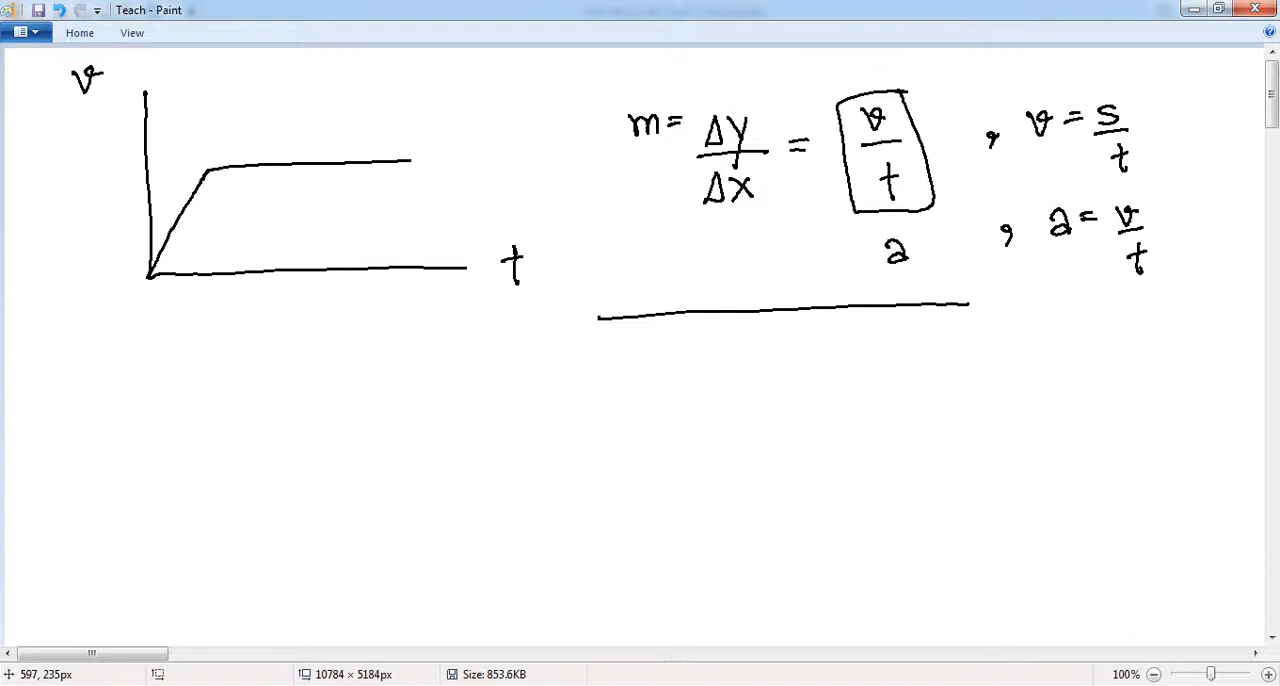 Teach - Paint
Home View
v
t
m = Δy/Δx = v/t , v = s/t
a , a = v/t
597, 235px 10784 × 5184px Size: 853.6KB 100%